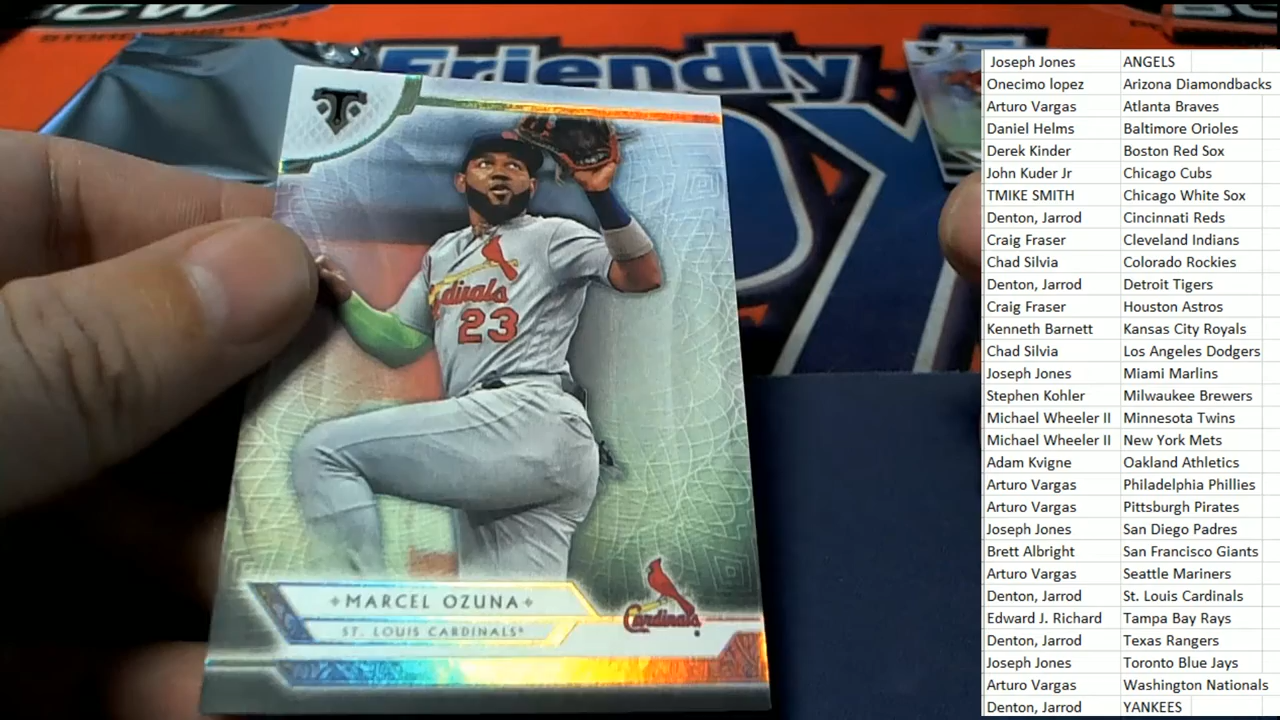 STORE DISPLAY
BC
Friendly
TT
Cardinals
23
MARCEL OZUNA
ST. LOUIS CARDINALS
Cardinals
Joseph Jones ANGELS
Onecimo lopez Arizona Diamondbacks
Arturo Vargas Atlanta Braves
Daniel Helms Baltimore Orioles
Derek Kinder Boston Red Sox
John Kuder Jr Chicago Cubs
TMIKE SMITH Chicago White Sox
Denton, Jarrod Cincinnati Reds
Craig Fraser Cleveland Indians
Chad Silvia Colorado Rockies
Denton, Jarrod Detroit Tigers
Craig Fraser Houston Astros
Kenneth Barnett Kansas City Royals
Chad Silvia Los Angeles Dodgers
Joseph Jones Miami Marlins
Stephen Kohler Milwaukee Brewers
Michael Wheeler II Minnesota Twins
Michael Wheeler II New York Mets
Adam Kvigne Oakland Athletics
Arturo Vargas Philadelphia Phillies
Arturo Vargas Pittsburgh Pirates
Joseph Jones San Diego Padres
Brett Albright San Francisco Giants
Arturo Vargas Seattle Mariners
Denton, Jarrod St. Louis Cardinals
Edward J. Richard Tampa Bay Rays
Denton, Jarrod Texas Rangers
Joseph Jones Toronto Blue Jays
Arturo Vargas Washington Nationals
Denton, Jarrod YANKEES